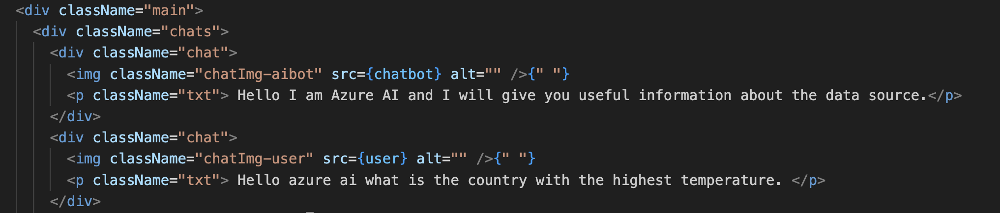 <div className="main">
<div className="chats">
<div className="chat">
<img className="chatImg-aibot" src={chatbot} alt="" />{" "}
<p className="txt"> Hello I am Azure AI and I will give you useful information about the data source.</p>
</div>
<div className="chat">
<img className="chatImg-user" src={user} alt="" />{" "}
<p className="txt"> Hello azure ai what is the country with the highest temperature. </p>
</div>